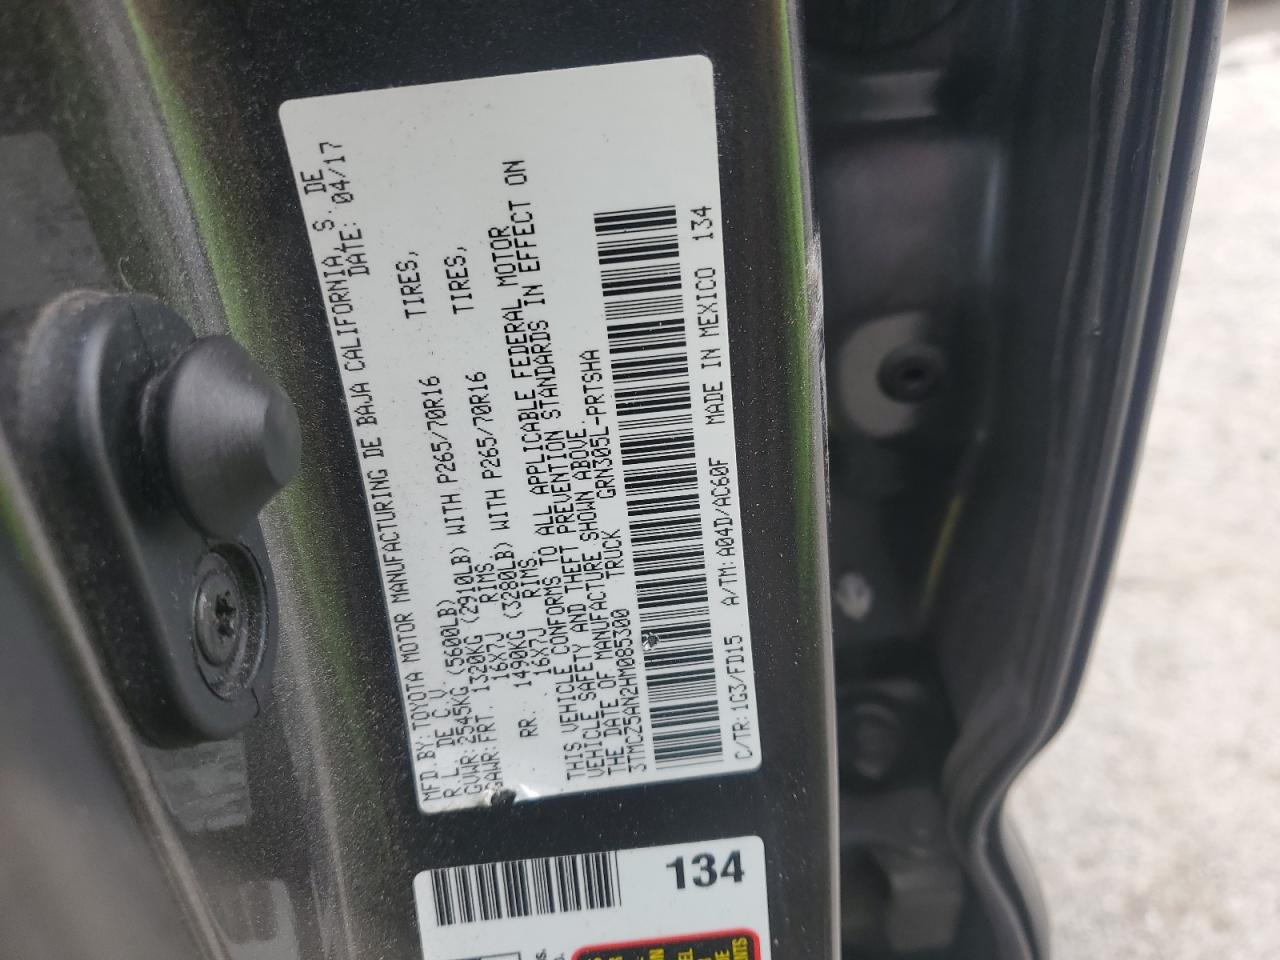 MFD. BY: TOYOTA MOTOR MANUFACTURING DE BAJA CALIFORNIA, S. DE
R. L. DE C. V. DATE: 04/17
GVWR: 2545KG (5600LB)
GAWR: FRT. 1320KG (2910LB) WITH P265/70R16 TIRES,
16X7J RIMS.
RR. 1490KG (3280LB) WITH P265/70R16 TIRES,
16X7J RIMS.
THIS VEHICLE CONFORMS TO ALL APPLICABLE FEDERAL MOTOR
VEHICLE SAFETY AND THEFT PREVENTION STANDARDS IN EFFECT ON
THE DATE OF MANUFACTURE SHOWN ABOVE.
3TMCZ5AN2HM085300 TRUCK GRN305L-PRTSHA
C/TR: 1G3/FD15 A/TM: A04D/AC60F MADE IN MEXICO 134
134